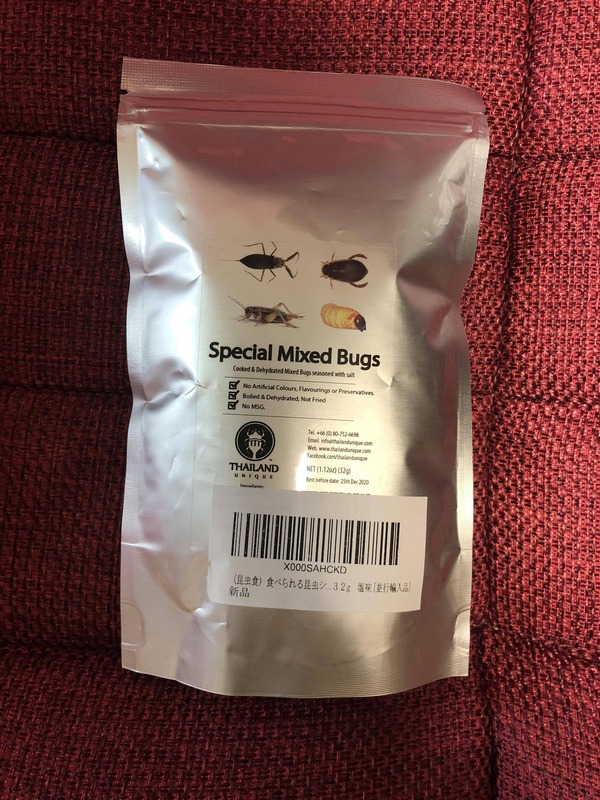 Special Mixed Bugs
Cooked & Dehydrated Mixed Bugs seasoned with salt
No Artificial Colours, Flavourings or Preservatives.
Boiled & Dehydrated, Not Fried
No MSG.
THAILAND
UNIQUE
Tel. +66 (0) 80-752-6698
Email. info@thailandunique.com
Web. www.thailandunique.com
Facebook.com/thailandunique
NET (1.12oz) (32g)
Best before date: 25th Dec 2020
Ingredients:
X000SAHCKD
(昆虫食) 食べられる昆虫シ...32g 塩味 [並行輸入品]
新品